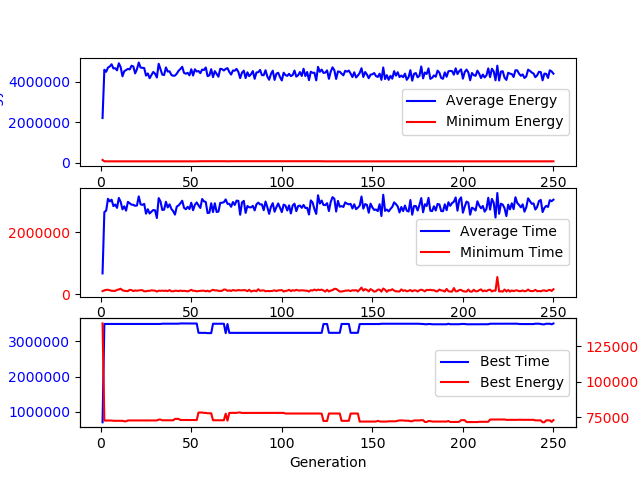 4000000
2000000
0
Average Energy
Minimum Energy
0 50 100 150 200 250
2000000
0
Average Time
Minimum Time
0 50 100 150 200 250
3000000
2000000
1000000
Best Time
Best Energy
125000
100000
75000
0 50 100 150 200 250
Generation